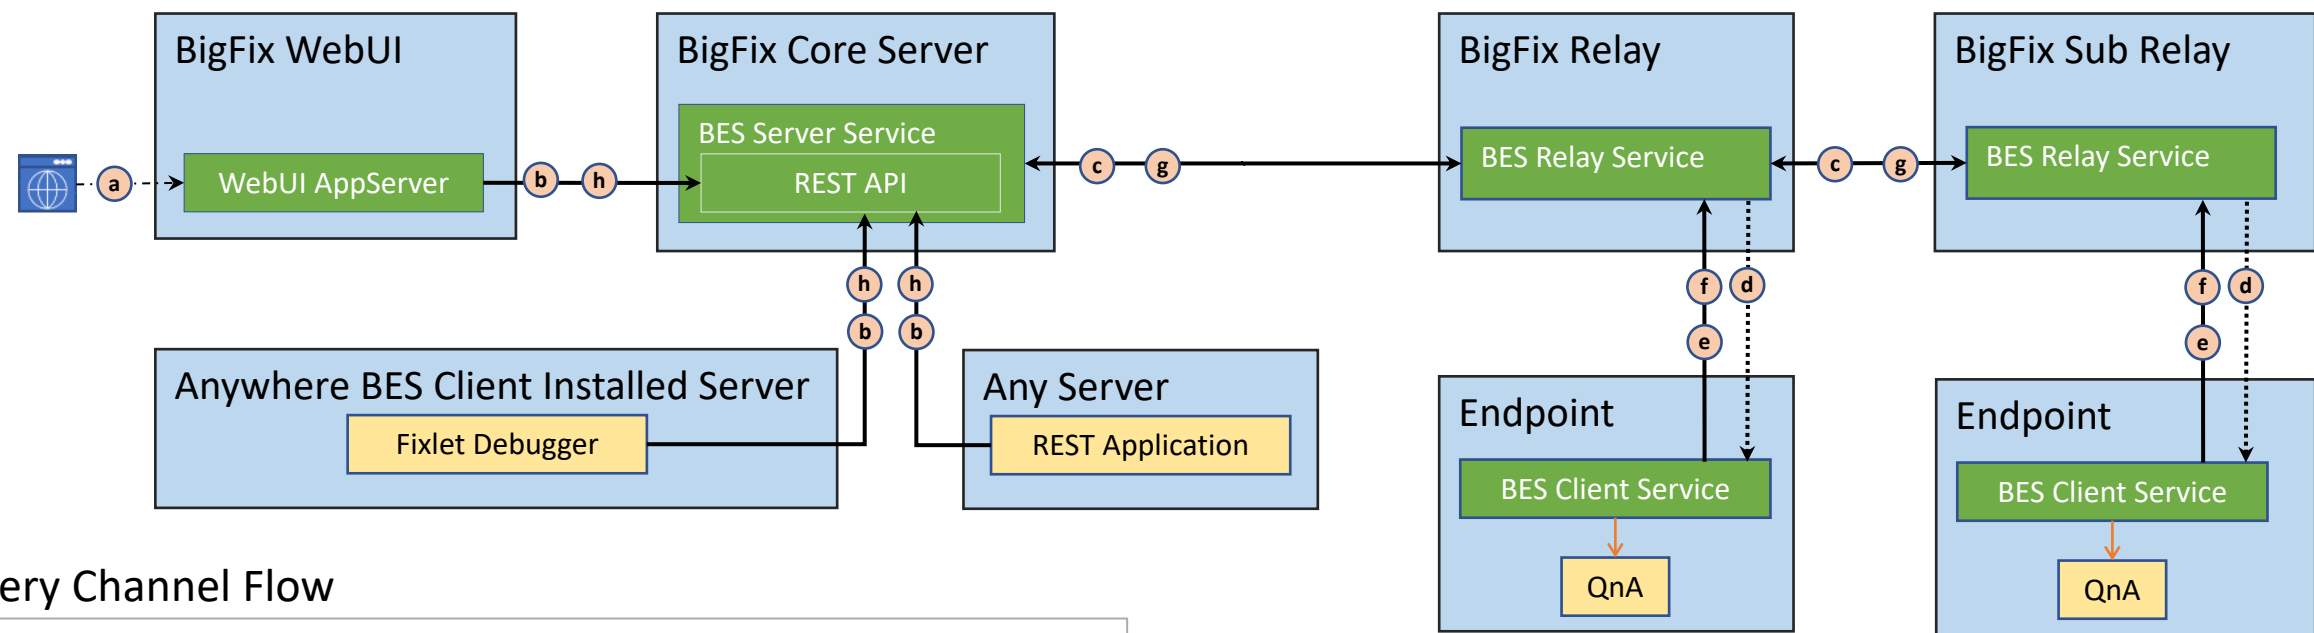 BigFix WebUI
WebUI AppServer
a
b
h
BigFix Core Server
BES Server Service
REST API
c
g
BigFix Relay
BES Relay Service
c
g
BigFix Sub Relay
BES Relay Service
h
h
b
b
f
d
e
f
d
e
Anywhere BES Client Installed Server
Fixlet Debugger
Any Server
REST Application
Endpoint
BES Client Service
QnA
Endpoint
BES Client Service
QnA
ery Channel Flow